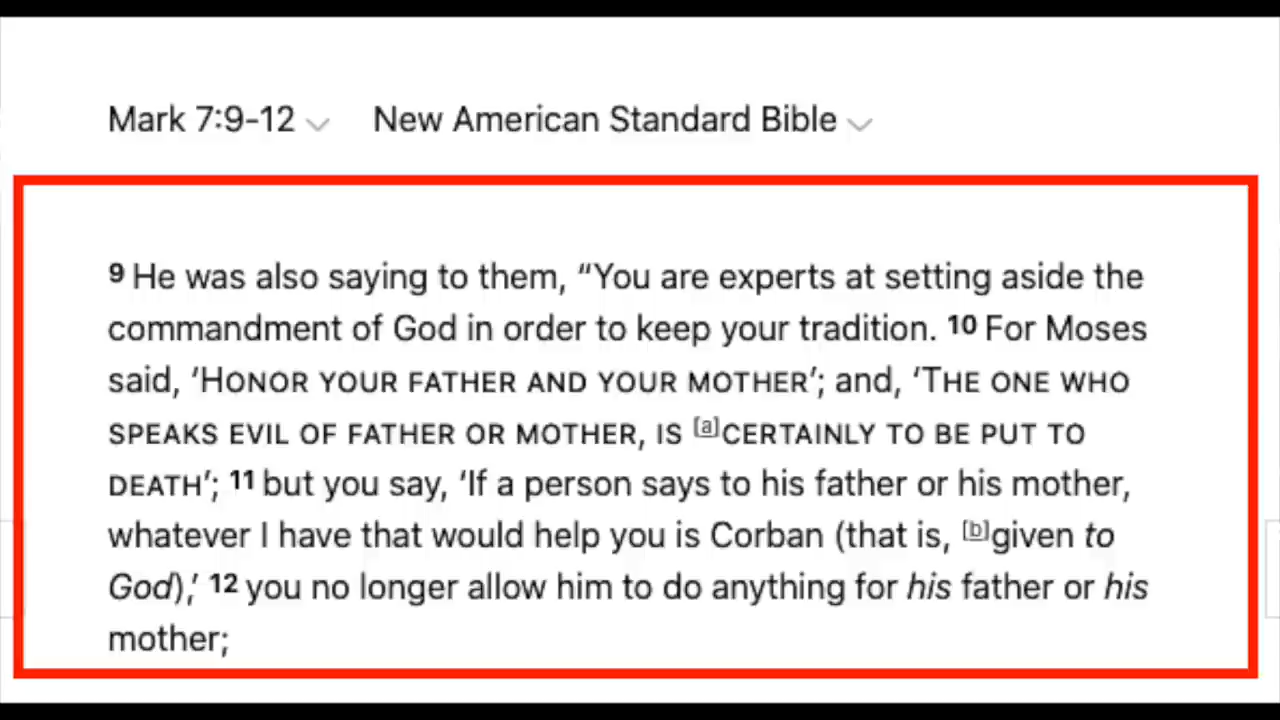 Mark 7:9-12 New American Standard Bible
9 He was also saying to them, “You are experts at setting aside the
commandment of God in order to keep your tradition. 10 For Moses
said, ‘HONOR YOUR FATHER AND YOUR MOTHER’; and, ‘THE ONE WHO
SPEAKS EVIL OF FATHER OR MOTHER, IS [a]CERTAINLY TO BE PUT TO
DEATH’; 11 but you say, ‘If a person says to his father or his mother,
whatever I have that would help you is Corban (that is, [b]given to
God),’ 12 you no longer allow him to do anything for his father or his
mother;